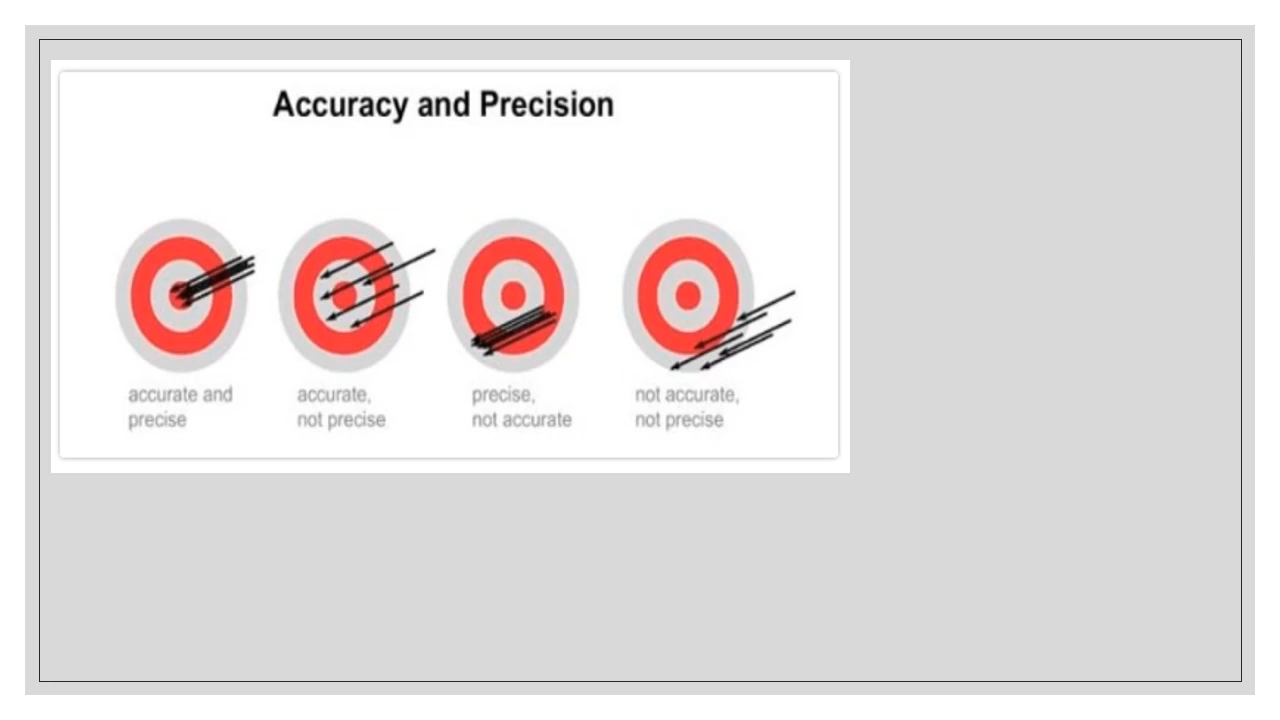 Accuracy and Precision
accurate and
precise
accurate,
not precise
precise,
not accurate
not accurate,
not precise